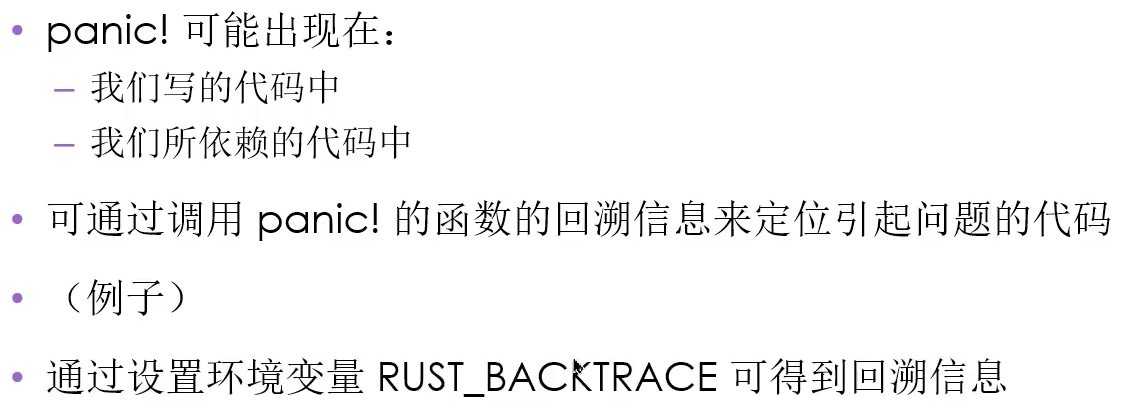 • panic! 可能出现在：
– 我们写的代码中
– 我们所依赖的代码中
• 可通过调用 panic! 的函数的回溯信息来定位引起问题的代码
• （例子）
• 通过设置环境变量 RUST_BACKTRACE 可得到回溯信息